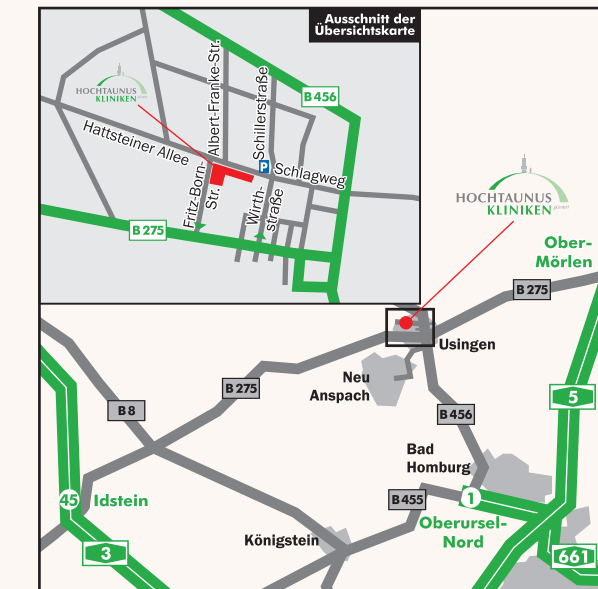 Ausschnitt der
Übersichtskarte
B 456
HOCHTAUNUS
KLINIKEN
Albert-Franke-Str.
Schillerstraße
Hattsteiner Allee
P
Schlagweg
Fritz-Born-
Str.
Wirth-
straße
B 275
HOCHTAUNUS
KLINIKEN
Ober-
Mörlen
B 275
Usingen
Neu
Anspach
B 275
B 8
B 456
5
Bad
Homburg
45
Idstein
B 455
1
Oberursel-
Nord
Königstein
3
661